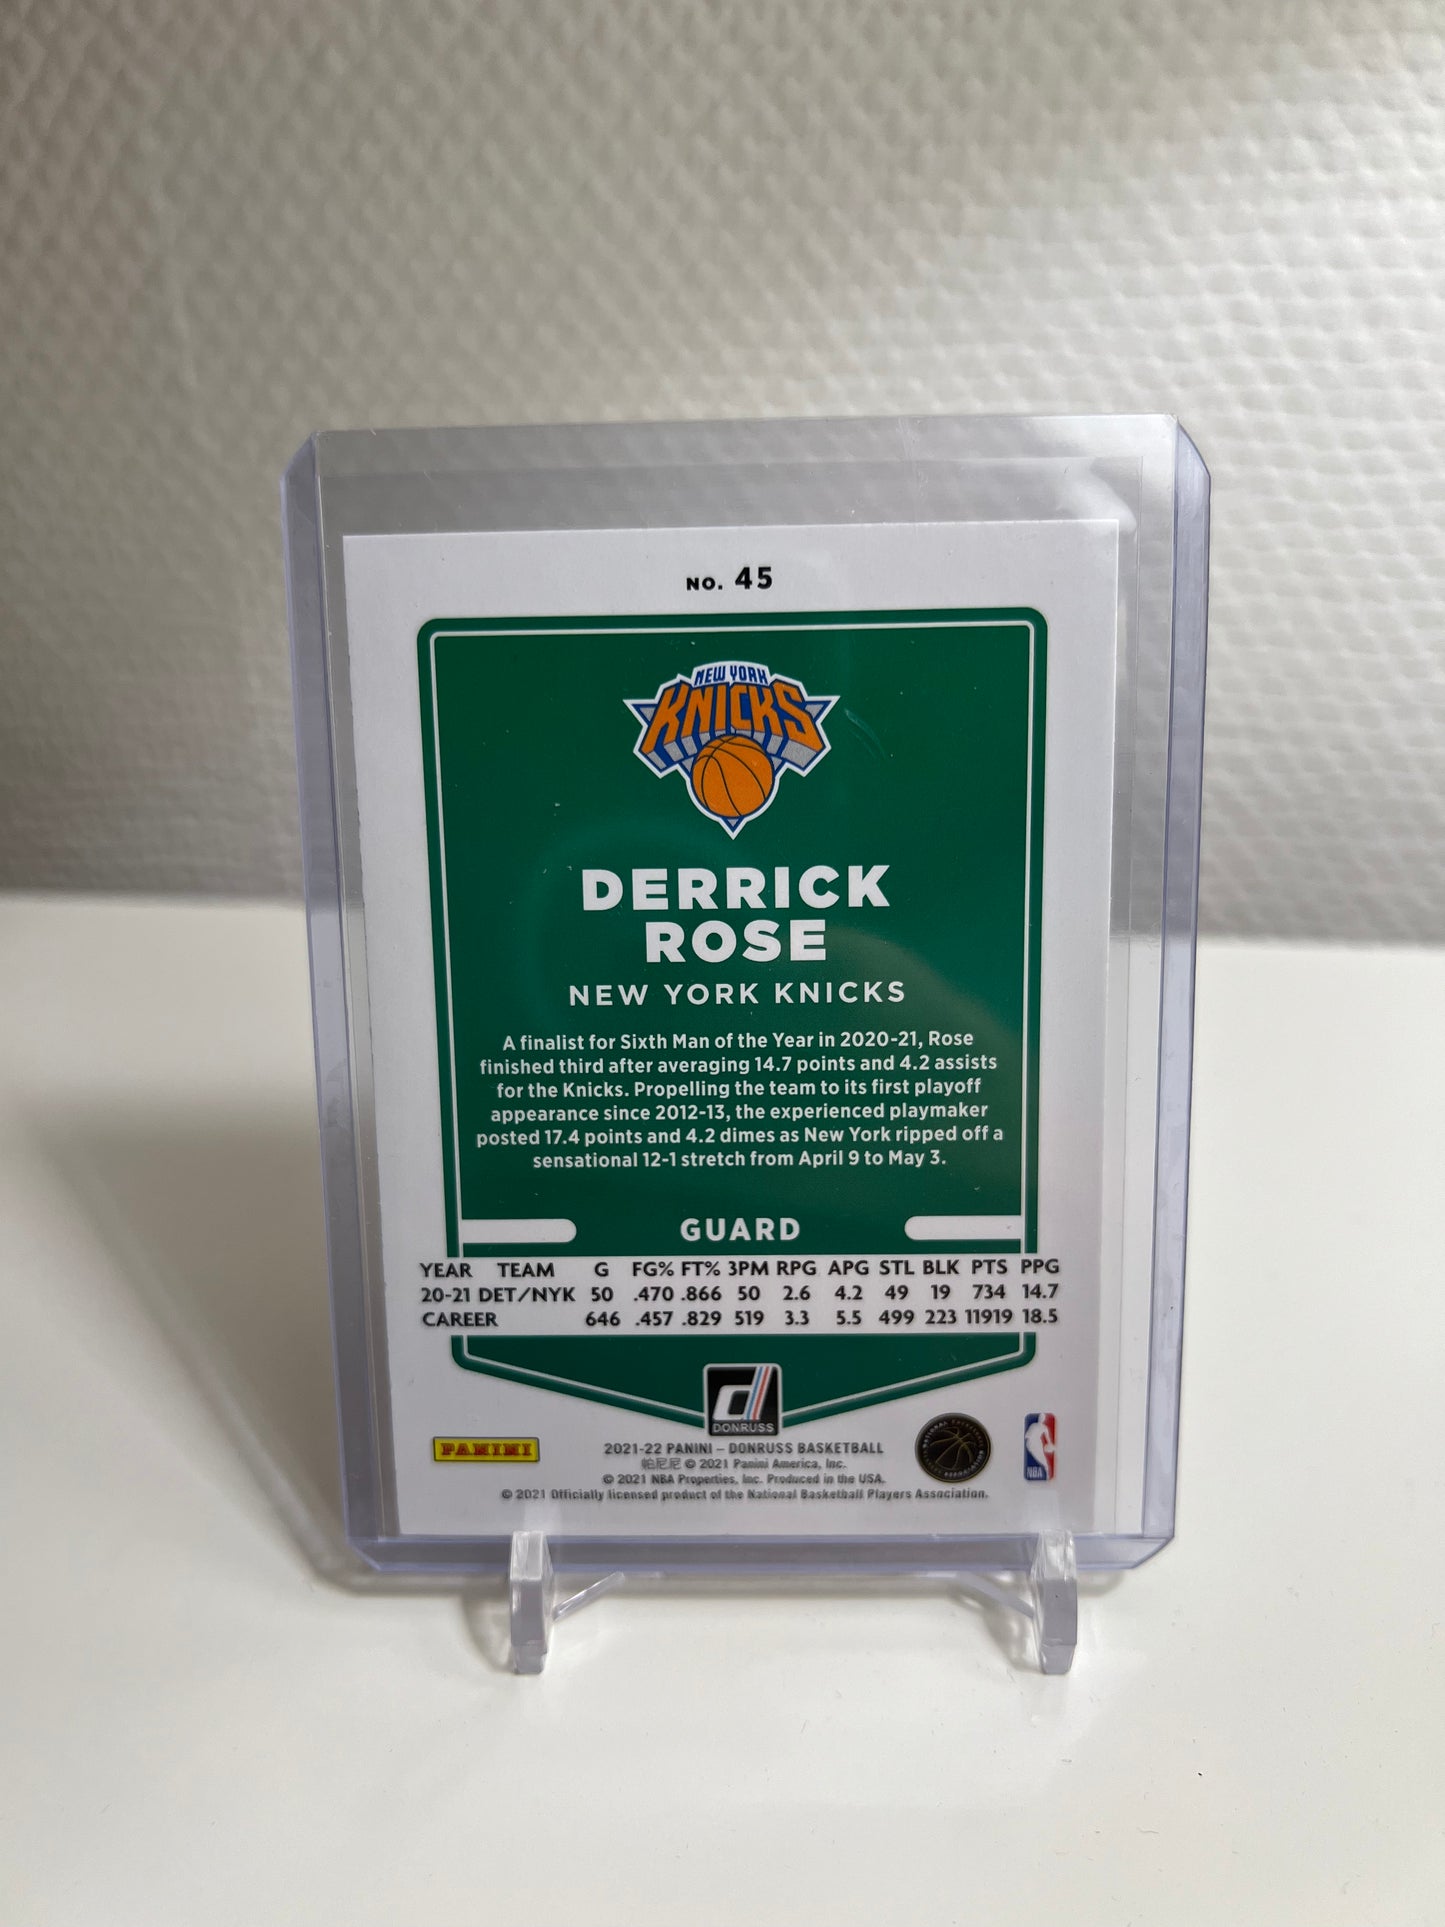 NO. 45
NEW YORK
KNICKS
DERRICK
ROSE
NEW YORK KNICKS
A finalist for Sixth Man of the Year in 2020-21, Rose
finished third after averaging 14.7 points and 4.2 assists
for the Knicks. Propelling the team to its first playoff
appearance since 2012-13, the experienced playmaker
posted 17.4 points and 4.2 dimes as New York ripped off a
sensational 12-1 stretch from April 9 to May 3.
GUARD
YEAR TEAM G FG% FT% 3PM RPG APG STL BLK PTS PPG
20-21 DET/NYK 50 .470 .866 50 2.6 4.2 49 19 734 14.7
CAREER 646 .457 .829 519 3.3 5.5 499 223 11919 18.5
d
DONRUSS
PANINI
2021-22 PANINI – DONRUSS BASKETBALL
帕尼尼 © 2021 Panini America, Inc.
© 2021 NBA Properties, Inc. Produced in the USA.
© 2021 Officially licensed product of the National Basketball Players Association.
NATIONAL BASKETBALL PLAYERS ASSOCIATION
NBA